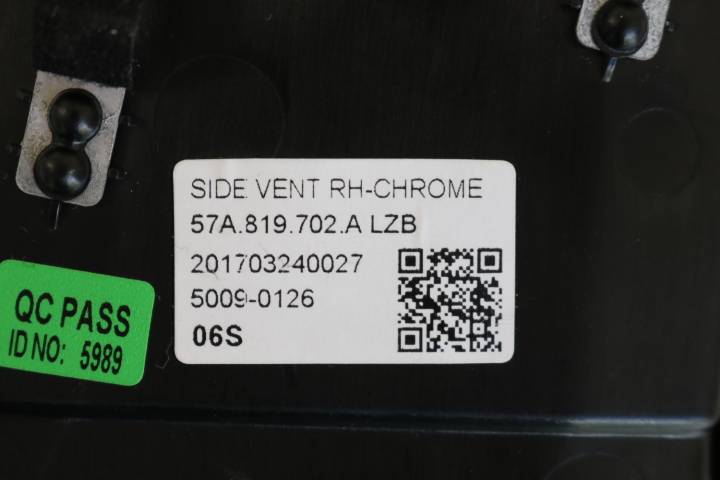 SIDE VENT RH-CHROME
57A.819.702.A LZB
201703240027
5009-0126
06S
QC PASS
ID NO: 5989